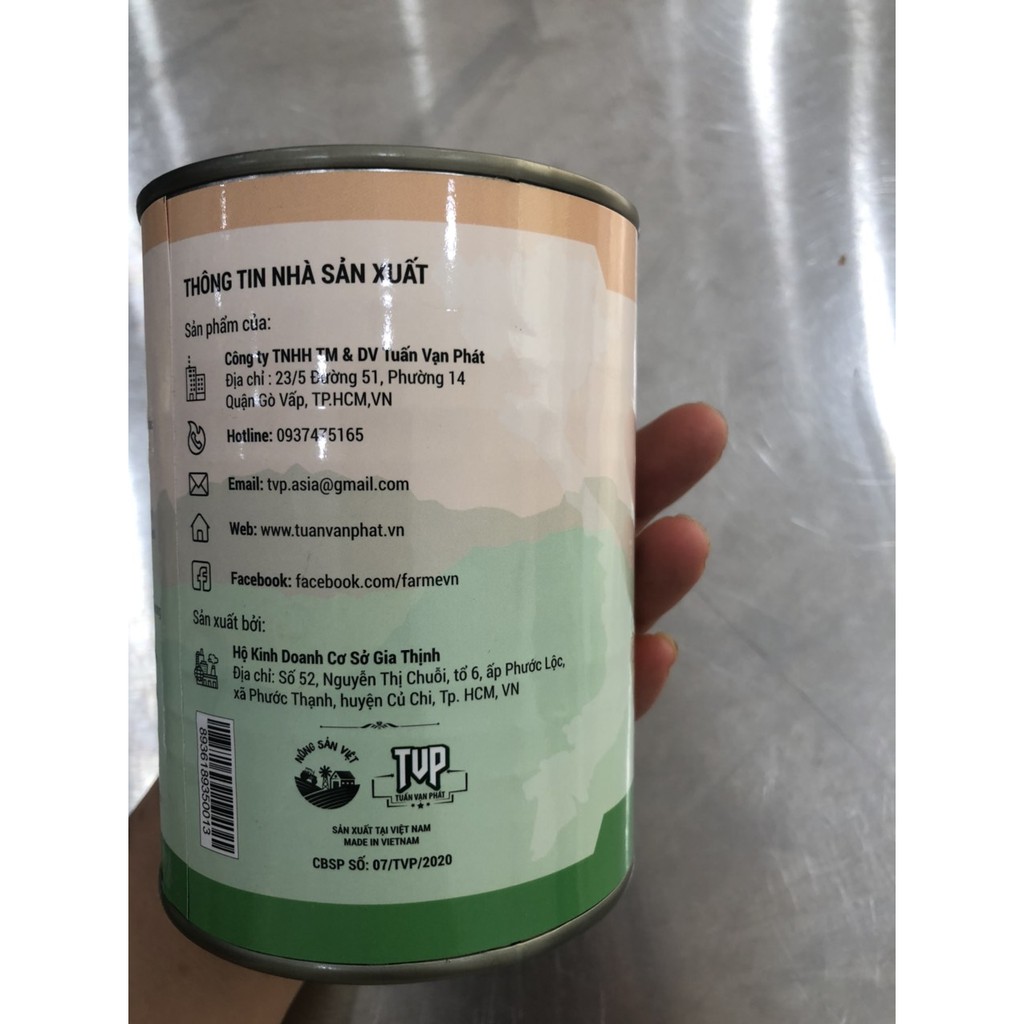 THÔNG TIN NHÀ SẢN XUẤT
Sản phẩm của:
Công ty TNHH TM & DV Tuấn Vạn Phát
Địa chỉ : 23/5 Đường 51, Phường 14
Quận Gò Vấp, TP.HCM,VN
Hotline: 0937475165
Email: tvp.asia@gmail.com
Web: www.tuanvanphat.vn
Facebook: facebook.com/farmevn
Sản xuất bởi:
Hộ Kinh Doanh Cơ Sở Gia Thịnh
Địa chỉ: Số 52, Nguyễn Thị Chuỗi, tổ 6, ấp Phước Lộc,
xã Phước Thạnh, huyện Củ Chi, Tp. HCM, VN
8936189350013
NÔNG SẢN VIỆT
TVP
TUẤN VẠN PHÁT
SẢN XUẤT TẠI VIỆT NAM
MADE IN VIETNAM
CBSP SỐ: 07/TVP/2020